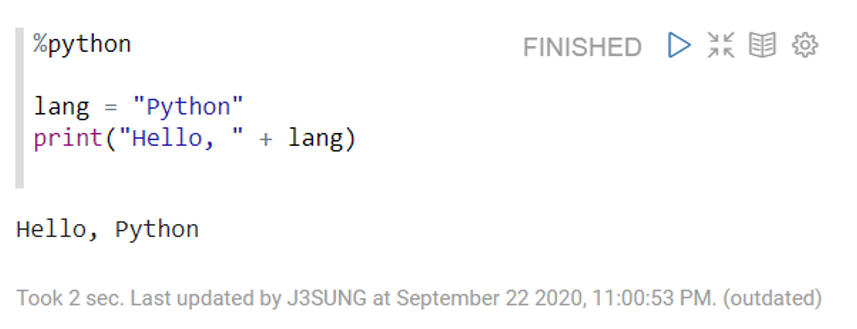 %python
FINISHED
lang = "Python"
print("Hello, " + lang)
Hello, Python
Took 2 sec. Last updated by J3SUNG at September 22 2020, 11:00:53 PM. (outdated)